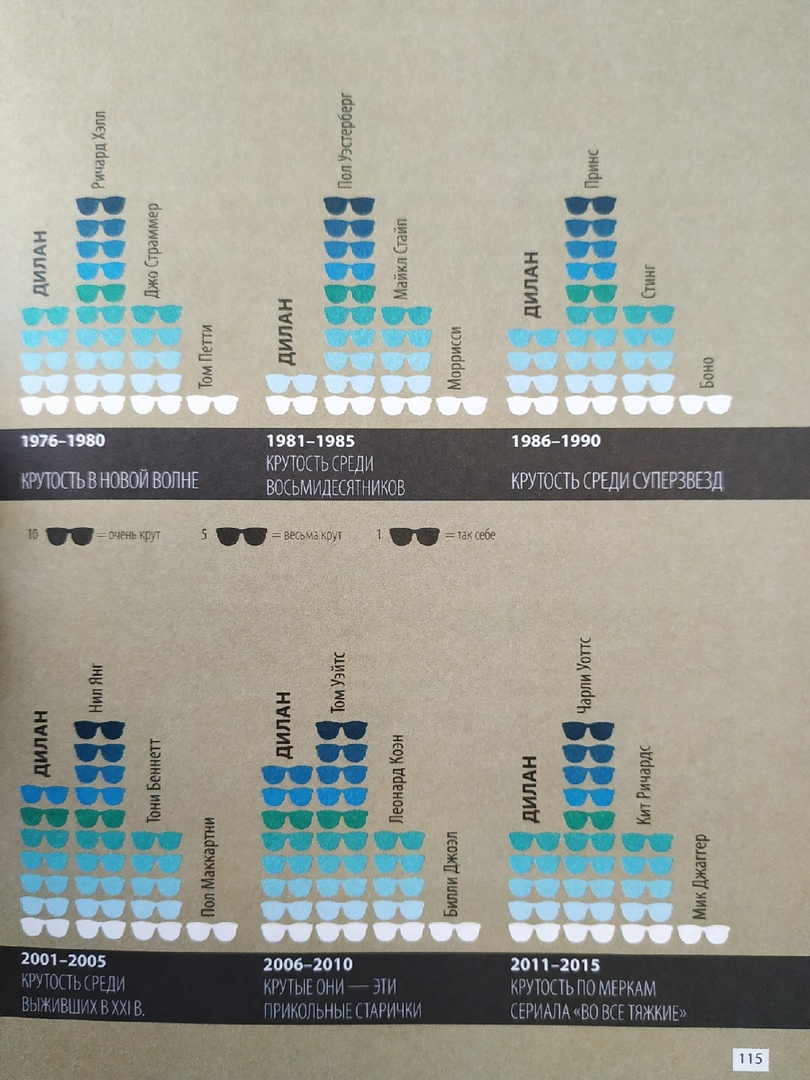 ДИЛАН
Ричард Хэлл
Джо Страммер
Том Петти
ДИЛАН
Пол Уэстерберг
Майкл Стайп
Моррисси
ДИЛАН
Принс
Стинг
Боно
1976–1980
КРУТОСТЬ В НОВОЙ ВОЛНЕ
1981–1985
КРУТОСТЬ СРЕДИ
ВОСЬМИДЕСЯТНИКОВ
1986–1990
КРУТОСТЬ СРЕДИ СУПЕРЗВЕЗД
10 = очень крут 5 = весьма крут 1 = так себе
ДИЛАН
Нил Янг
Тони Беннетт
Пол Маккартни
ДИЛАН
Том Уэйтс
Леонард Коэн
Билли Джоэл
ДИЛАН
Чарли Уоттс
Кит Ричардс
Мик Джаггер
2001–2005
КРУТОСТЬ СРЕДИ
ВЫЖИВШИХ В XXI В.
2006–2010
КРУТЫЕ ОНИ — ЭТИ
ПРИКОЛЬНЫЕ СТАРИЧКИ
2011–2015
КРУТОСТЬ ПО МЕРКАМ
СЕРИАЛА «ВО ВСЕ ТЯЖКИЕ»
115